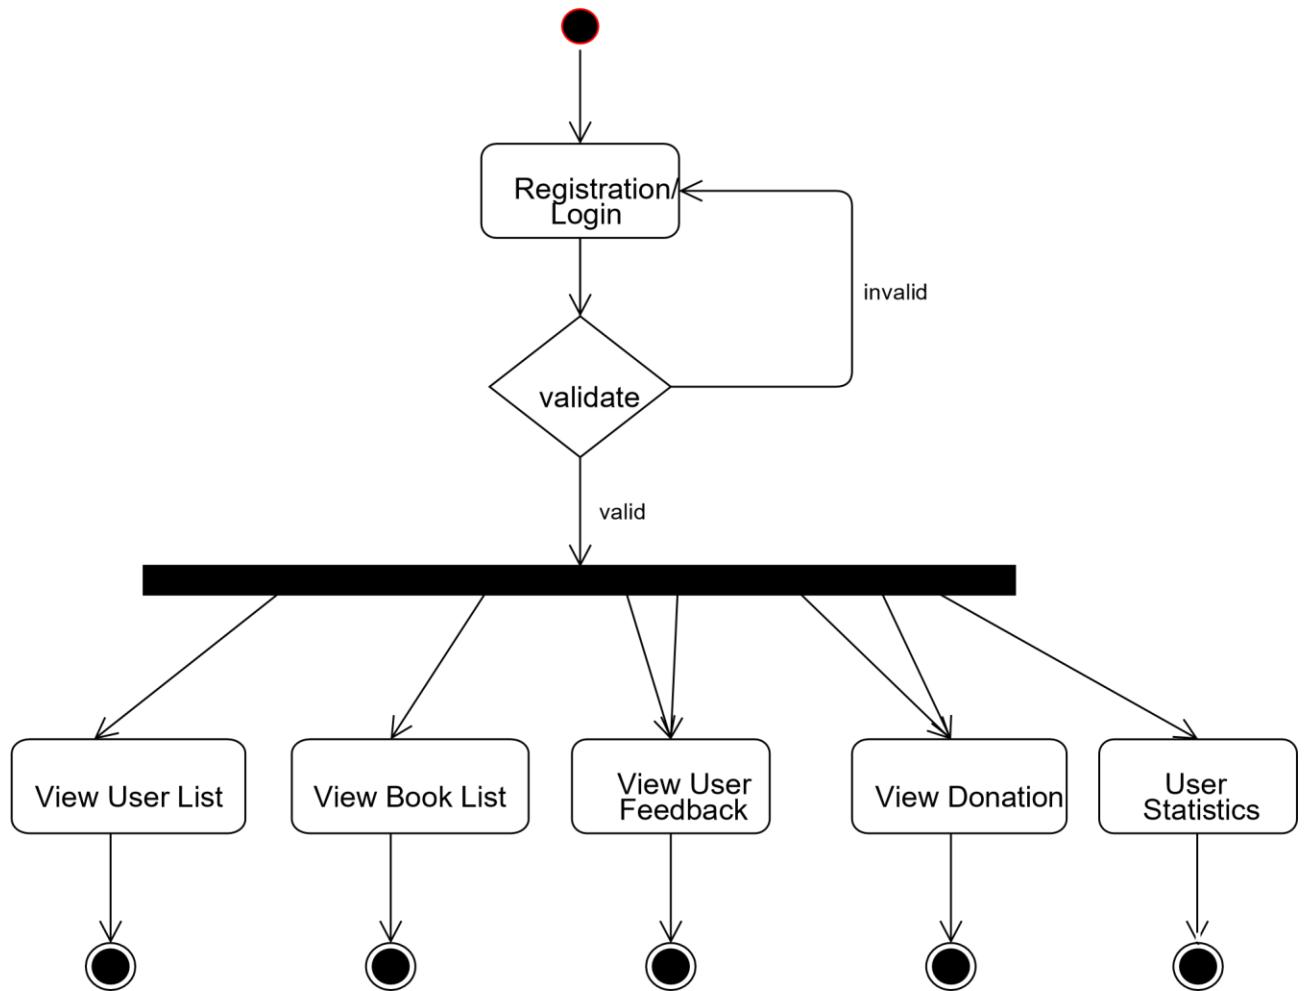 Registration/
Login
invalid
validate
valid
View User List
View Book List
View User
Feedback
View Donation
User
Statistics